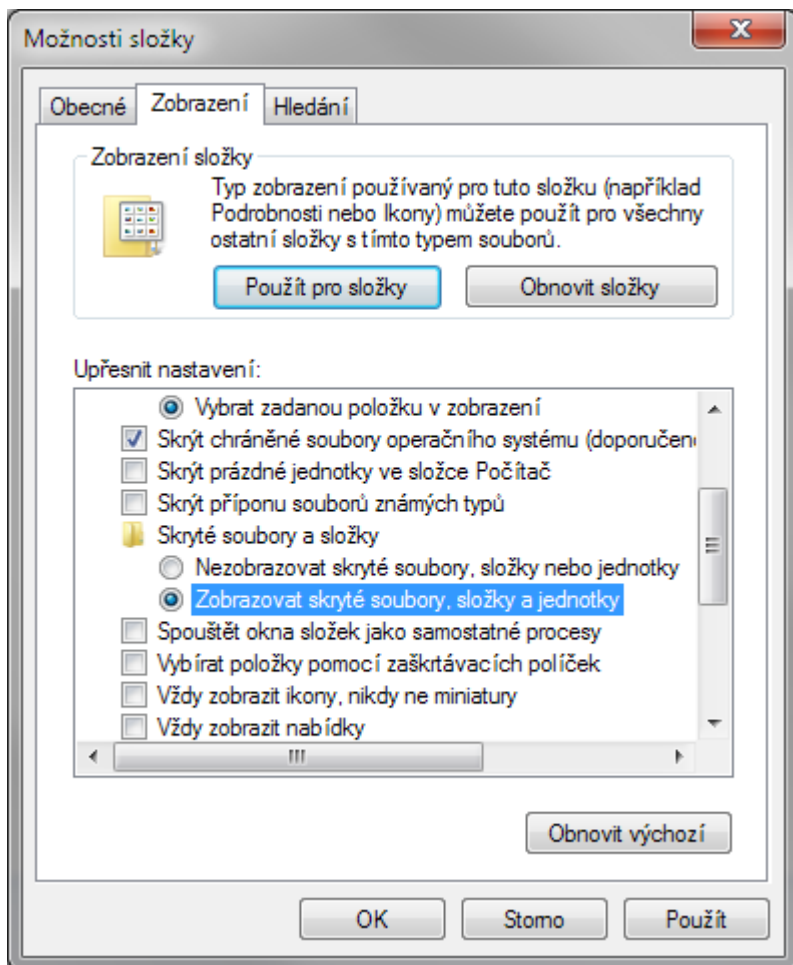 Možnosti složky
Obecné
Zobrazení
Hledání
Zobrazení složky
Typ zobrazení používaný pro tuto složku (například
Podrobnosti nebo Ikony) můžete použít pro všechny
ostatní složky s tímto typem souborů.
Použít pro složky
Obnovit složky
Upřesnit nastavení:
Vybrat zadanou položku v zobrazení
Skrýt chráněné soubory operačního systému (doporučen
Skrýt prázdné jednotky ve složce Počítač
Skrýt příponu souborů známých typů
Skryté soubory a složky
Nezobrazovat skryté soubory, složky nebo jednotky
Zobrazovat skryté soubory, složky a jednotky
Spouštět okna složek jako samostatné procesy
Vybírat položky pomocí zaškrtávacích políček
Vždy zobrazit ikony, nikdy ne miniatury
Vždy zobrazit nabídky
Obnovit výchozí
OK
Storno
Použít